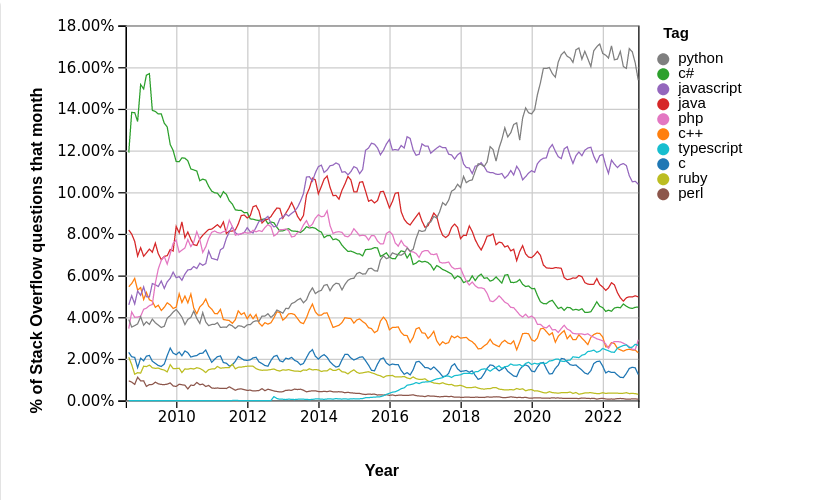 18.00%
16.00%
14.00%
12.00%
10.00%
8.00%
6.00%
4.00%
2.00%
0.00%
% of Stack Overflow questions that month
2010 2012 2014 2016 2018 2020 2022
Year
Tag
python
c#
javascript
java
php
c++
typescript
c
ruby
perl